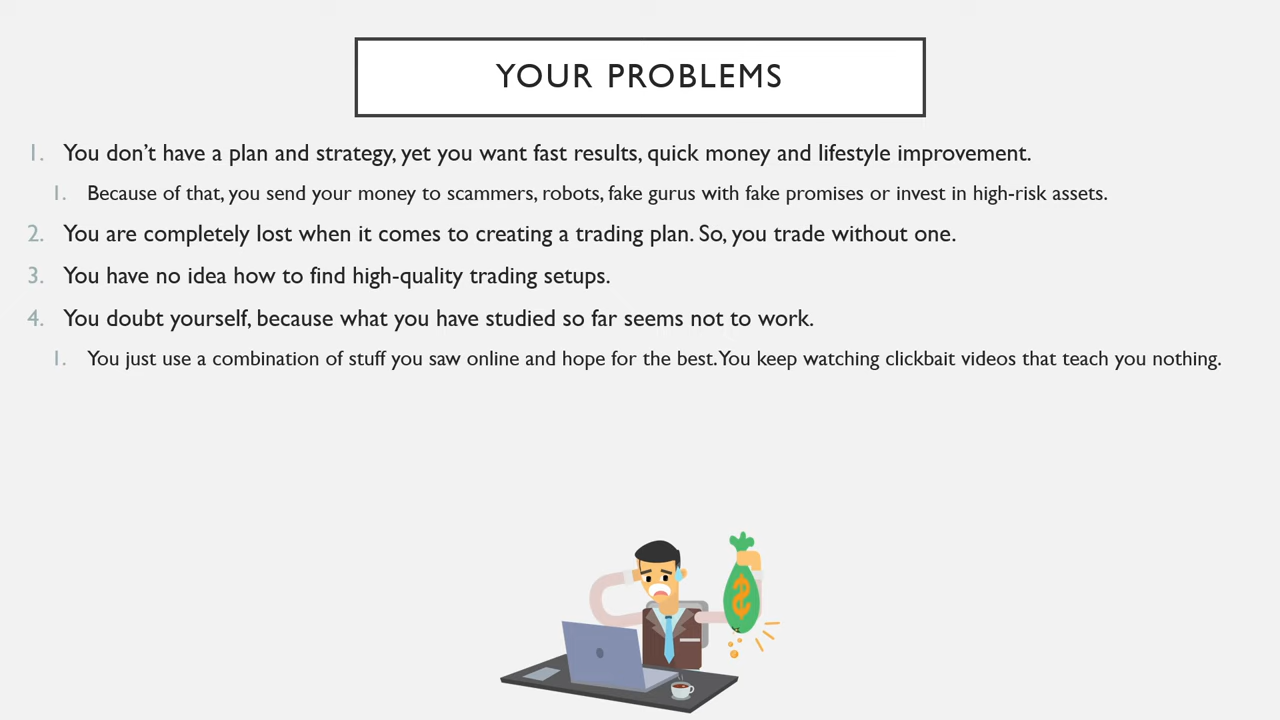 YOUR PROBLEMS
1. You don't have a plan and strategy, yet you want fast results, quick money and lifestyle improvement.
1. Because of that, you send your money to scammers, robots, fake gurus with fake promises or invest in high-risk assets.
2. You are completely lost when it comes to creating a trading plan. So, you trade without one.
3. You have no idea how to find high-quality trading setups.
4. You doubt yourself, because what you have studied so far seems not to work.
1. You just use a combination of stuff you saw online and hope for the best. You keep watching clickbait videos that teach you nothing.
$